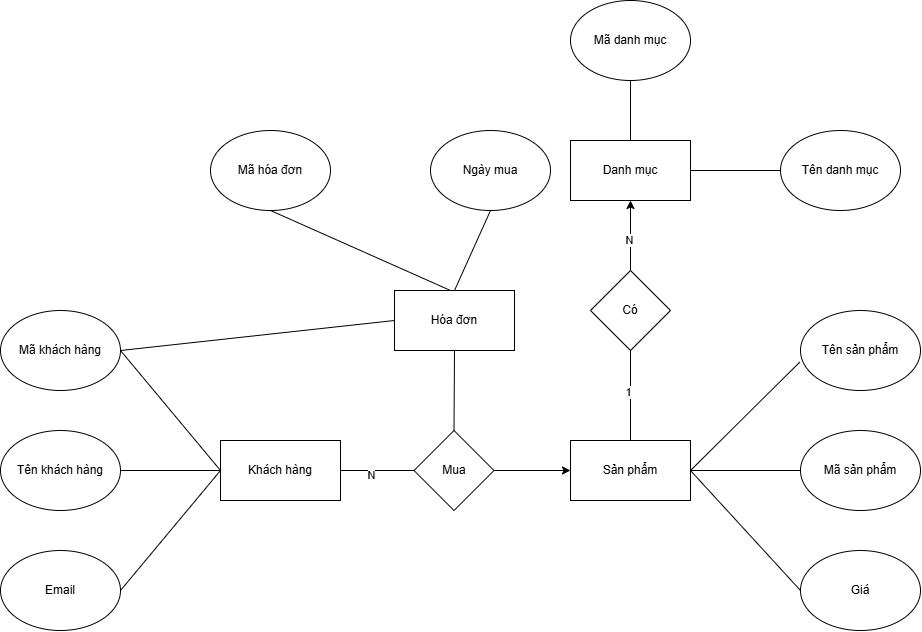 Mã danh mục
Mã hóa đơn
Ngày mua
Danh mục
Tên danh mục
N
Có
Hóa đơn
Mã khách hàng
Tên sản phẩm
1
Tên khách hàng
Khách hàng
N
Mua
Sản phẩm
Mã sản phẩm
Email
Giá